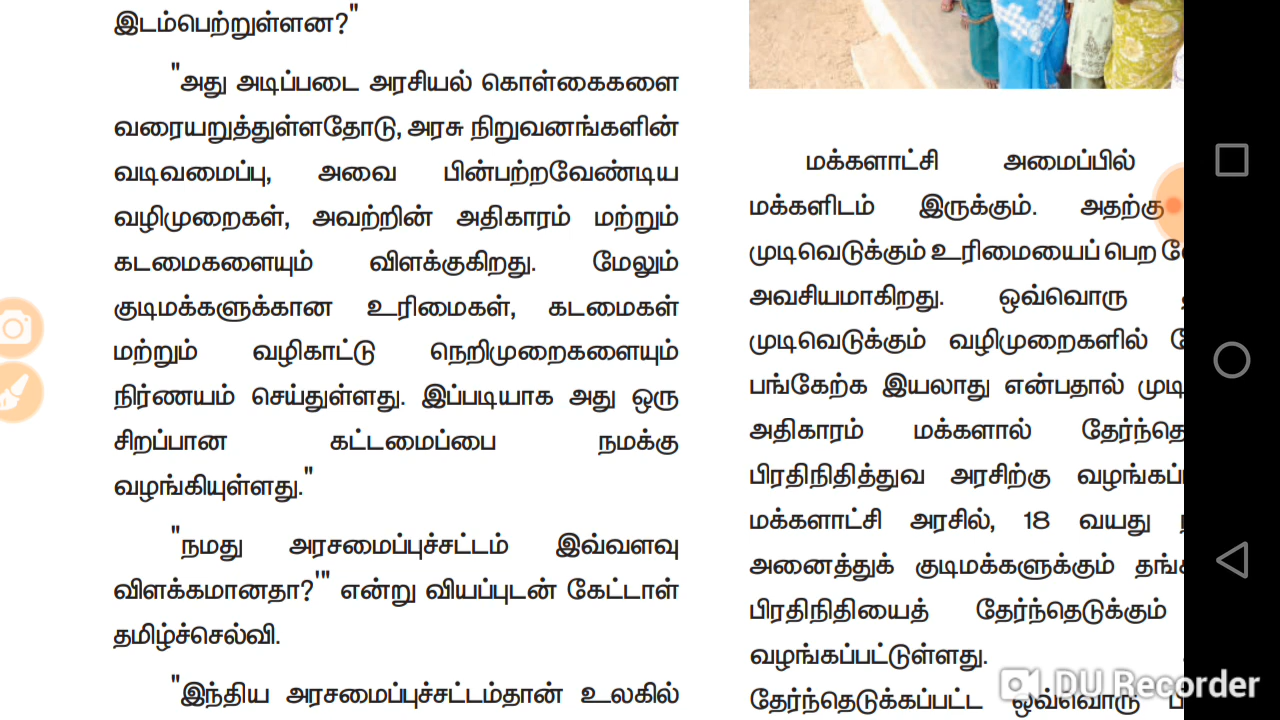 இடம்பெற்றுள்ளன?"
"அது அடிப்படை அரசியல் கொள்கைகளை
வரையறுத்துள்ளதோடு, அரசு நிறுவனங்களின்
வடிவமைப்பு, அவை பின்பற்றவேண்டிய
வழிமுறைகள், அவற்றின் அதிகாரம் மற்றும்
கடமைகளையும் விளக்குகிறது. மேலும்
குடிமக்களுக்கான உரிமைகள், கடமைகள்
மற்றும் வழிகாட்டு நெறிமுறைகளையும்
நிர்ணயம் செய்துள்ளது. இப்படியாக அது ஒரு
சிறப்பான கட்டமைப்பை நமக்கு
வழங்கியுள்ளது."
"நமது அரசமைப்புச்சட்டம் இவ்வளவு
விளக்கமானதா?'" என்று வியப்புடன் கேட்டாள்
தமிழ்ச்செல்வி.
"இந்திய அரசமைப்புச்சட்டம்தான் உலகில்
மக்களாட்சி அமைப்பில்
மக்களிடம் இருக்கும். அதற்கு
முடிவெடுக்கும் உரிமையைப் பெற
அவசியமாகிறது. ஒவ்வொரு
முடிவெடுக்கும் வழிமுறைகளில்
பங்கேற்க இயலாது என்பதால்
அதிகாரம் மக்களால்
பிரதிநிதித்துவ அரசிற்கு
மக்களாட்சி அரசில், 18 வயது
அனைத்துக் குடிமக்களுக்கும்
பிரதிநிதியைத் தேர்ந்தெடுக்கும்
வழங்கப்பட்டுள்ளது.
தேர்ந்தெடுக்கப்பட்ட ஒவ்வொரு
DU Recorder